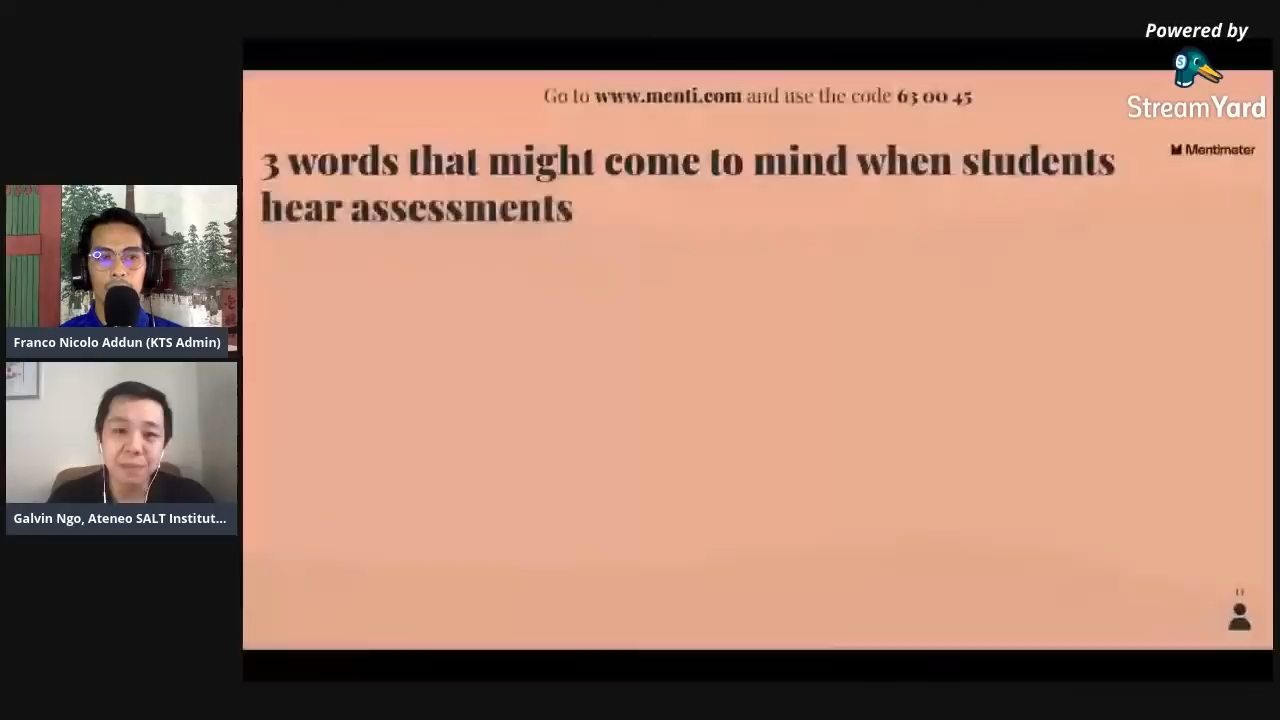 Powered by
StreamYard
Go to www.menti.com and use the code 63 00 45
Mentimeter
3 words that might come to mind when students
hear assessments
Franco Nicolo Addun (KTS Admin)
Galvin Ngo, Ateneo SALT Institut...